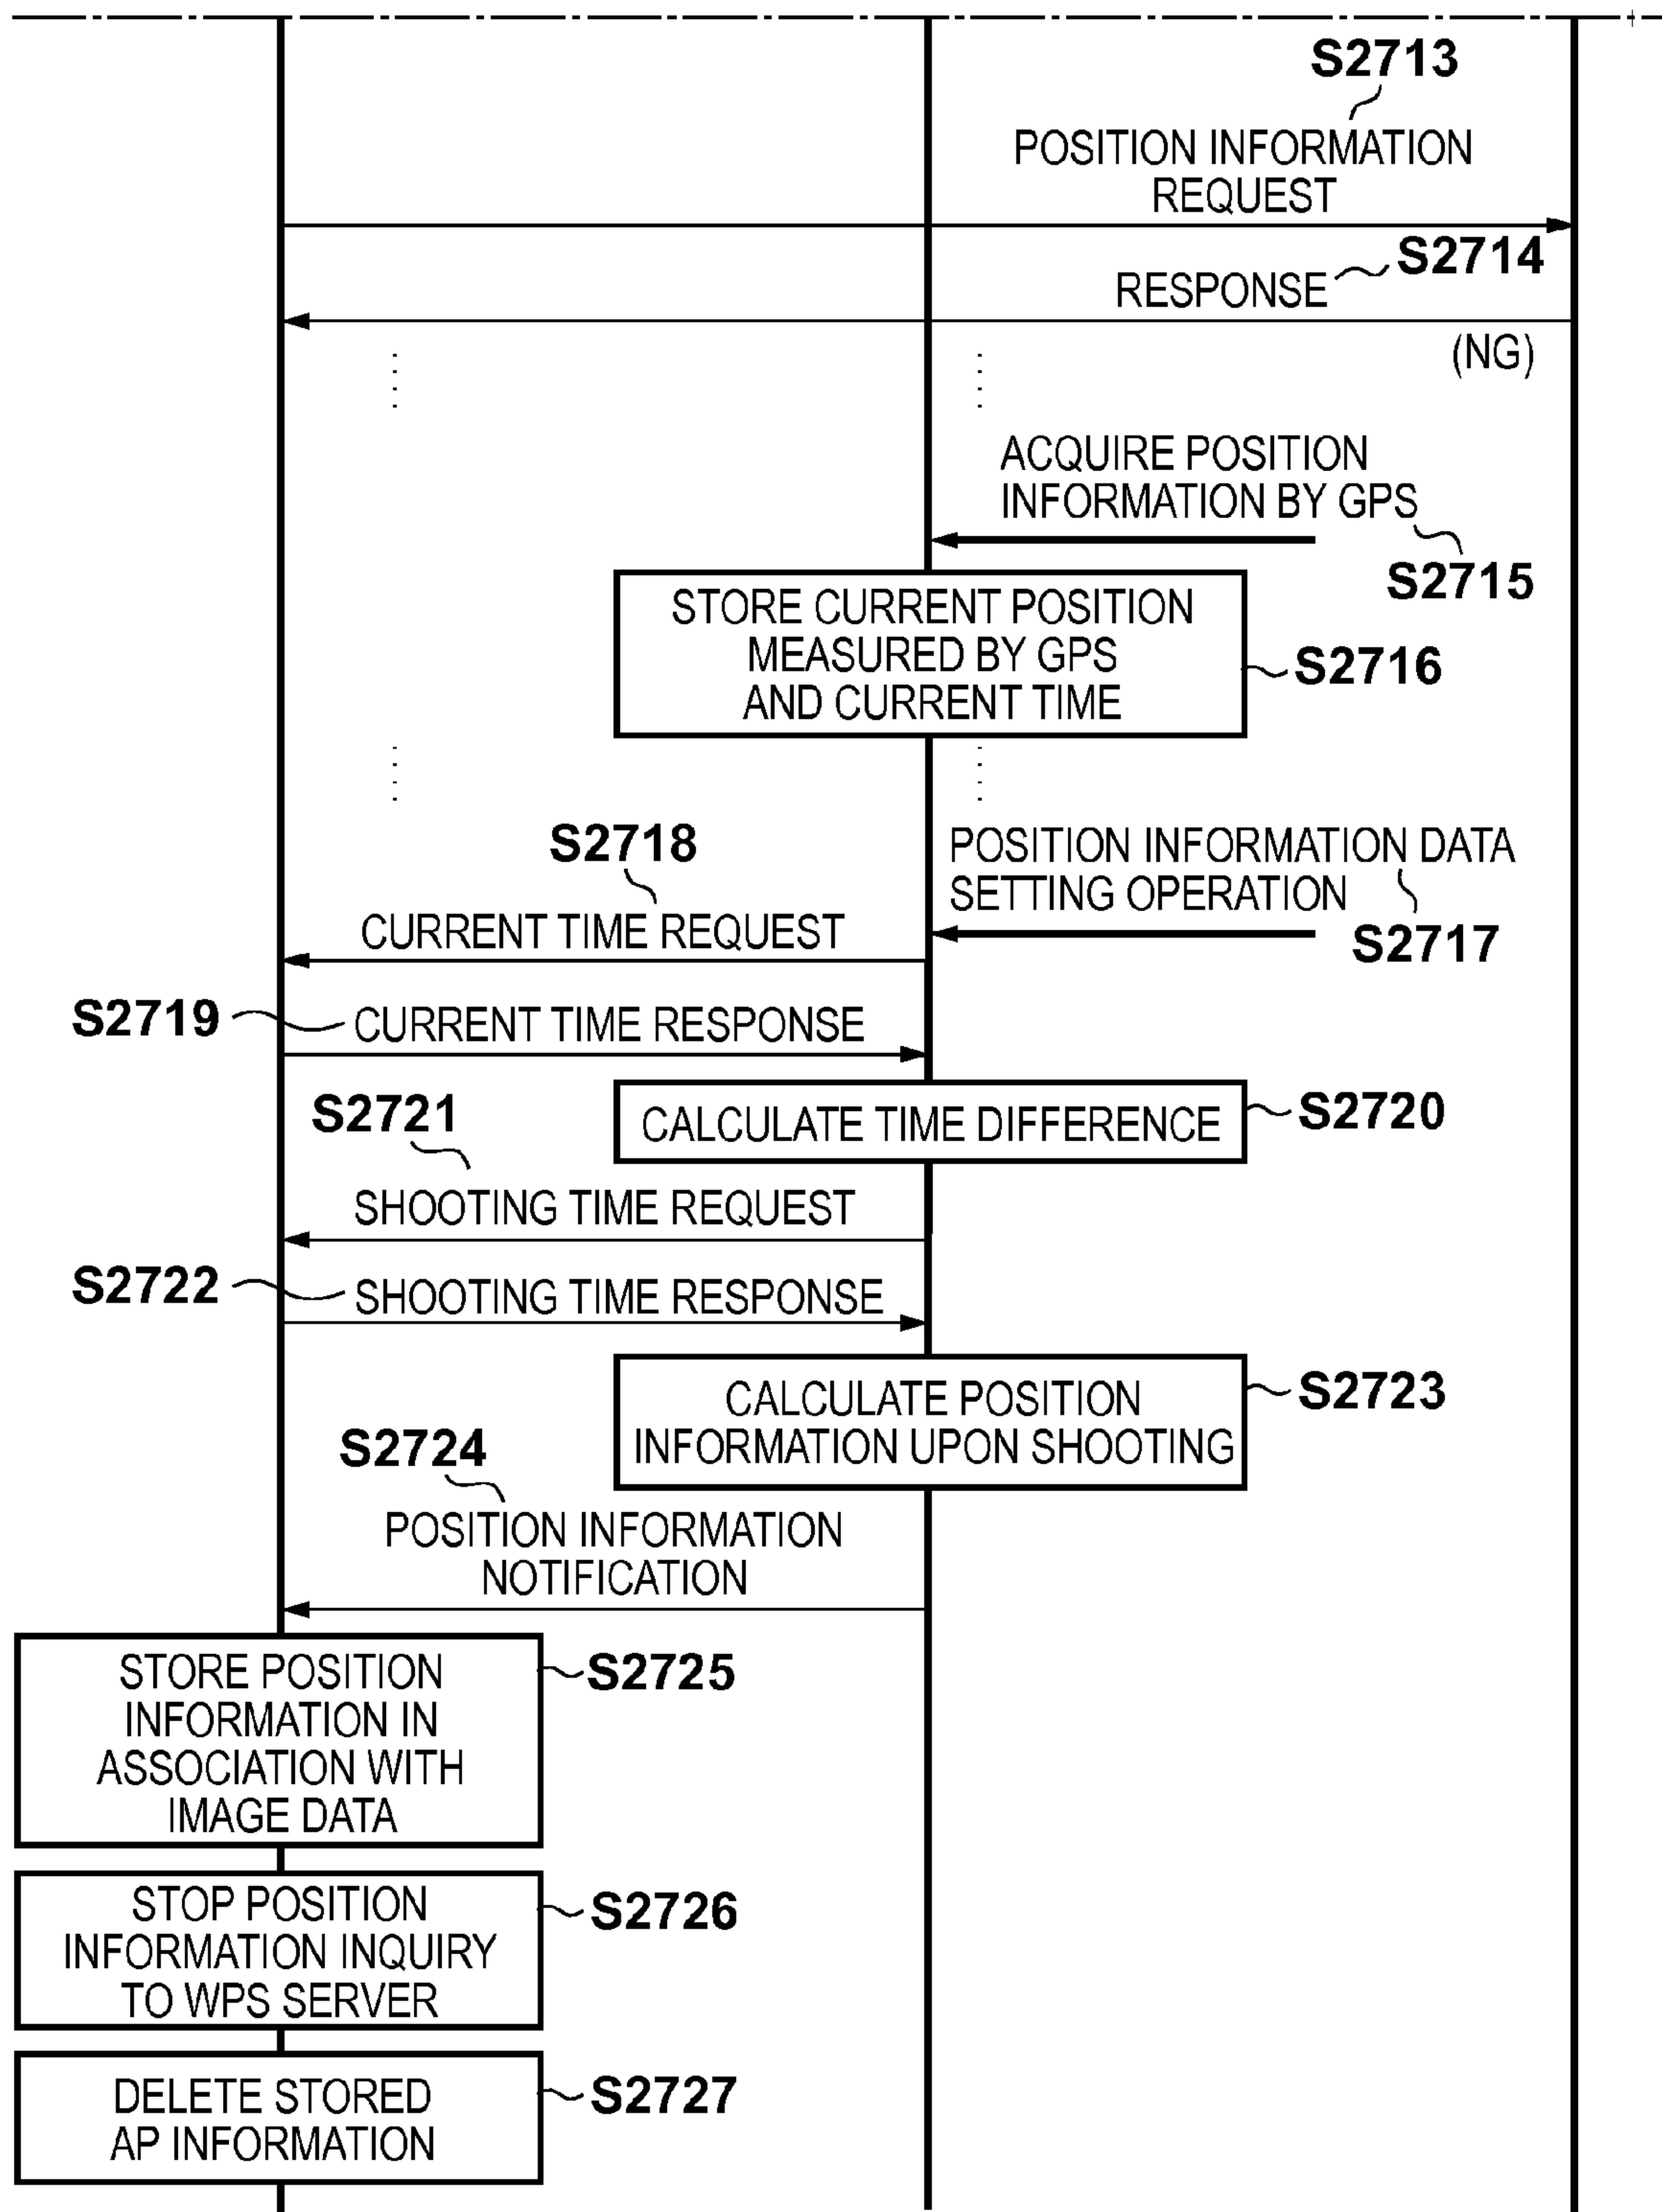 S2713
POSITION INFORMATION
REQUEST
S2714
RESPONSE
(NG)
ACQUIRE POSITION
INFORMATION BY GPS
S2715
STORE CURRENT POSITION
MEASURED BY GPS
AND CURRENT TIME
S2716
S2718
POSITION INFORMATION DATA
SETTING OPERATION
CURRENT TIME REQUEST
S2717
S2719
CURRENT TIME RESPONSE
S2721
CALCULATE TIME DIFFERENCE
S2720
SHOOTING TIME REQUEST
S2722
SHOOTING TIME RESPONSE
CALCULATE POSITION
INFORMATION UPON SHOOTING
S2723
S2724
POSITION INFORMATION
NOTIFICATION
STORE POSITION
INFORMATION IN
ASSOCIATION WITH
IMAGE DATA
S2725
STOP POSITION
INFORMATION INQUIRY
TO WPS SERVER
S2726
DELETE STORED
AP INFORMATION
S2727